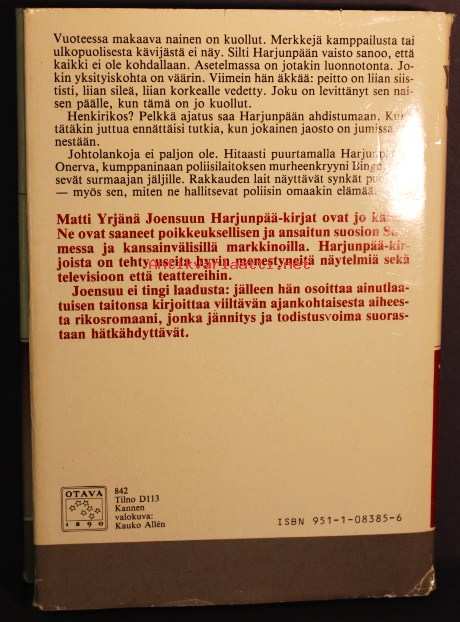 Vuoteessa makaava nainen on kuollut. Merkkejä kamppailusta tai
ulkopuolisesta kävijästä ei näy. Silti Harjunpään vaisto sanoo, että
kaikki ei ole kohdallaan. Asetelmassa on jotakin luonnotonta. Jo-
kin yksityiskohta on väärin. Viimein hän äkkää: peitto on liian siis-
tisti, liian sileä, liian korkealle vedetty. Joku on levittänyt sen nai-
sen päälle, kun tämä on jo kuollut.
Henkirikos? Pelkkä ajatus saa Harjunpään ahdistumaan.
tätäkin juttua ennättäisi tutkia, kun jokainen jaosto on jumissa
nestään.
Johtolankoja ei paljon ole. Hitaasti puurtamalla
Onerva, kumppaninaan poliisilaitoksen murheenkryyni
sevät surmaajan jäljille. Rakkauden lait näyttävät synkät
— myös sen, miten ne hallitsevat poliisin omaakin elämää.
Matti Yrjänä Joensuun Harjunpää-kirjat ovat jo
Ne ovat saaneet poikkeuksellisen ja ansaitun suosion
messa ja kansainvälisillä markkinoilla. Harjunpää-kir-
joista on tehty useita hyvin menestyneitä näytelmiä sekä
televisioon että teattereihin.
Joensuu ei tingi laadusta: jälleen hän osoittaa ainutlaa-
tuisen taitonsa kirjoittaa viiltävän ajankohtaisesta aihees-
ta rikosromaani, jonka jännitys ja todistusvoima suoras-
taan hätkähdyttävät.
OTAVA
1890
842
Tilno D113
Kannen
valokuva:
Kauko Allén
ISBN 951-1-08385-6